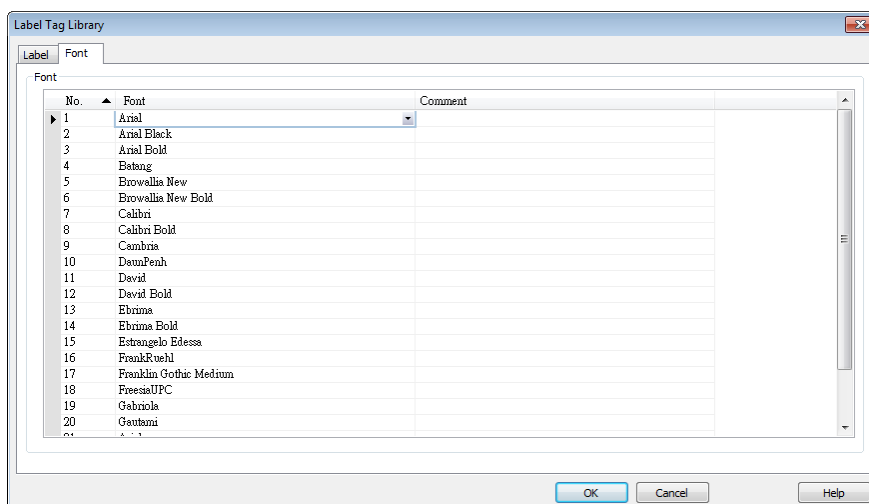 Label Tag Library
Label Font
Font
No. Font Comment
1 Arial
2 Arial Black
3 Arial Bold
4 Batang
5 Browallia New
6 Browallia New Bold
7 Calibri
8 Calibri Bold
9 Cambria
10 DaunPenh
11 David
12 David Bold
13 Ebrima
14 Ebrima Bold
15 Estrangelo Edessa
16 FrankRuehl
17 Franklin Gothic Medium
18 FreesiaUPC
19 Gabriola
20 Gautami
OK Cancel Help